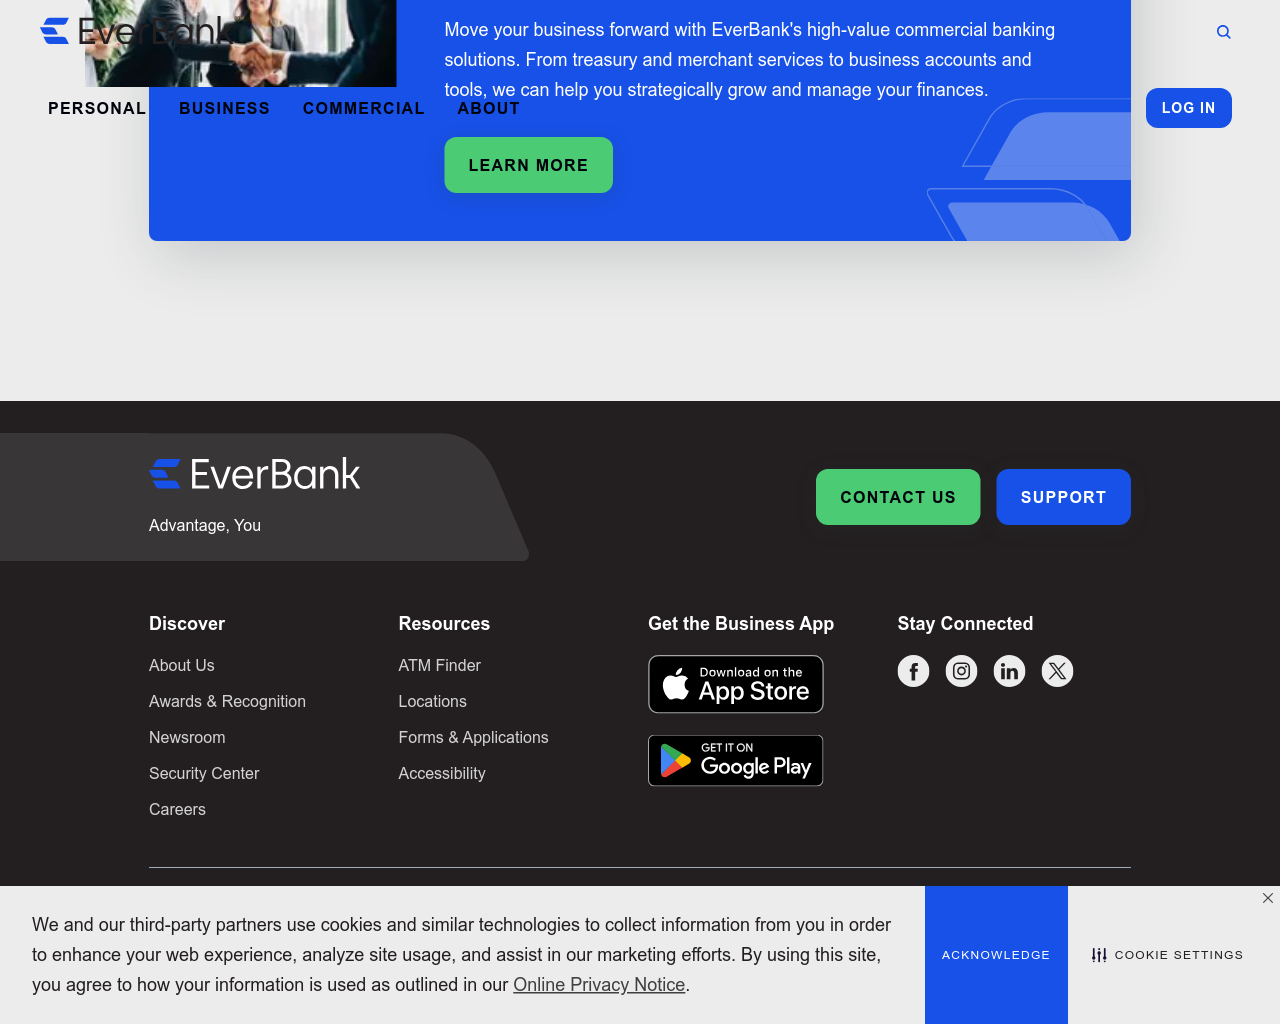 EverBank
Move your business forward with EverBank's high-value commercial banking
solutions. From treasury and merchant services to business accounts and
tools, we can help you strategically grow and manage your finances.
PERSONAL BUSINESS COMMERCIAL ABOUT
LOG IN
LEARN MORE
EverBank
Advantage, You
CONTACT US
SUPPORT
Discover
About Us
Awards & Recognition
Newsroom
Security Center
Careers
Resources
ATM Finder
Locations
Forms & Applications
Accessibility
Get the Business App
Download on the
App Store
GET IT ON
Google Play
Stay Connected
We and our third-party partners use cookies and similar technologies to collect information from you in order
to enhance your web experience, analyze site usage, and assist in our marketing efforts. By using this site,
you agree to how your information is used as outlined in our Online Privacy Notice.
ACKNOWLEDGE
COOKIE SETTINGS